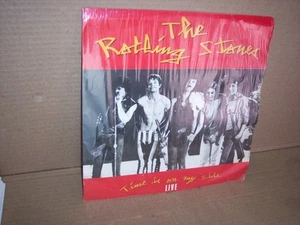 The
Rolling Stones
Time is on my side
LIVE